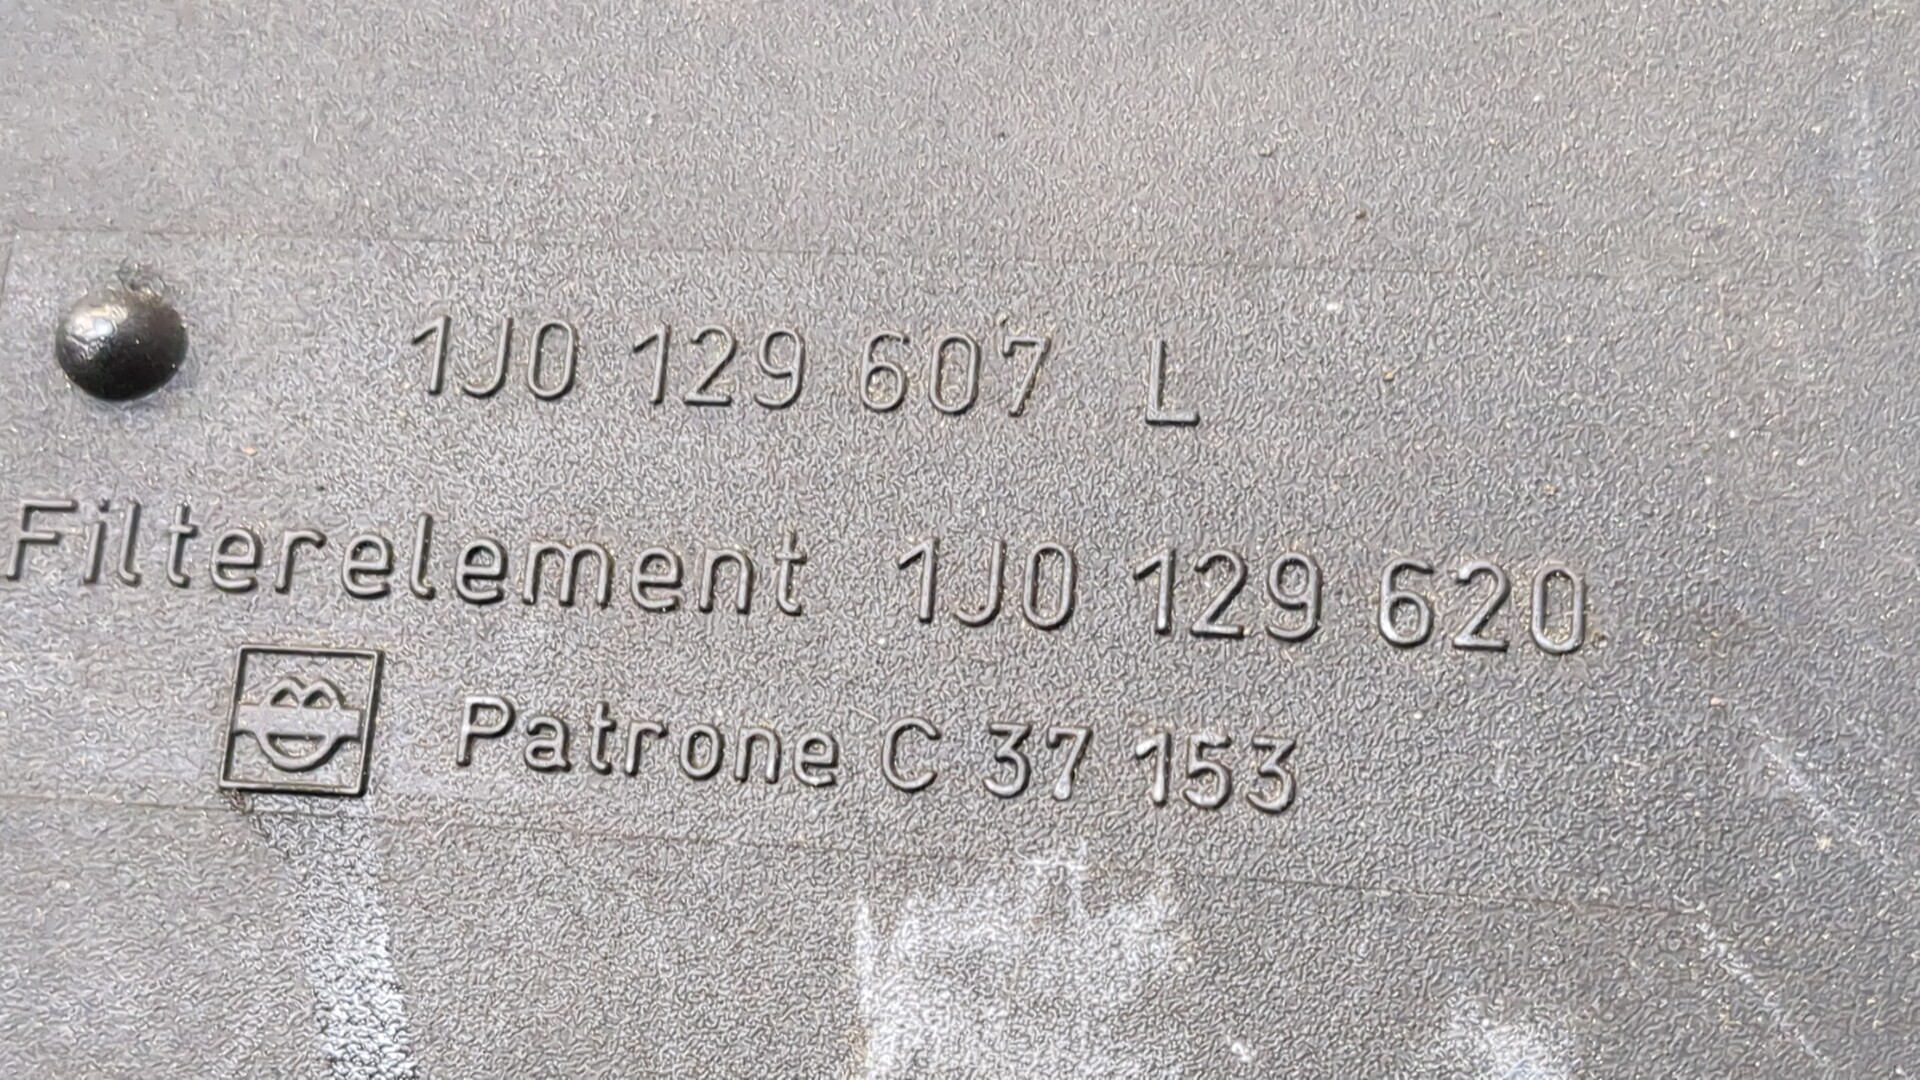 1J0 129 607 L
Filterelement 1J0 129 620
Patrone C 37 153